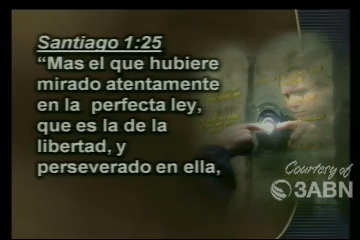 Santiago 1:25
“Mas el que hubiere
mirado atentamente
en la perfecta ley,
que es la de la
libertad, y
perseverado en ella,
Courtesy of
3ABN